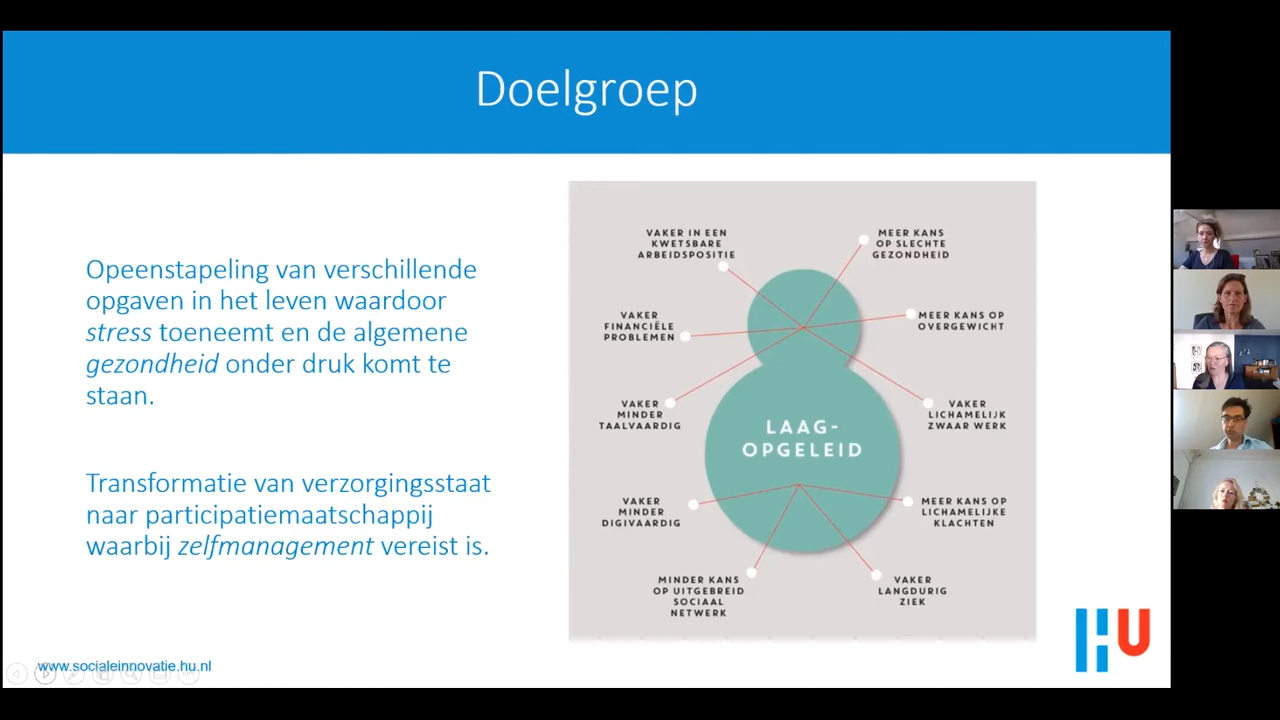 Doelgroep
Opeenstapeling van verschillende
opgaven in het leven waardoor
stress toeneemt en de algemene
gezondheid onder druk komt te
staan.
Transformatie van verzorgingsstaat
naar participatiemaatschappij
waarbij zelfmanagement vereist is.
VAKER IN EEN
KWETSBARE
ARBEIDSPOSITIE
MEER KANS
OP SLECHTE
GEZONDHEID
VAKER
FINANCIËLE
PROBLEMEN
MEER KANS OP
OVERGEWICHT
VAKER
MINDER
TAALVAARDIG
VAKER
LICHAMELIJK
ZWAAR WERK
LAAG-
OPGELEID
VAKER
MINDER
DIGIVAARDIG
MEER KANS OP
LICHAMELIJKE
KLACHTEN
MINDER KANS
OP UITGEBREID
SOCIAAL
NETWERK
VAKER
LANGDURIG
ZIEK
www.socialeinnovatie.hu.nl
HU